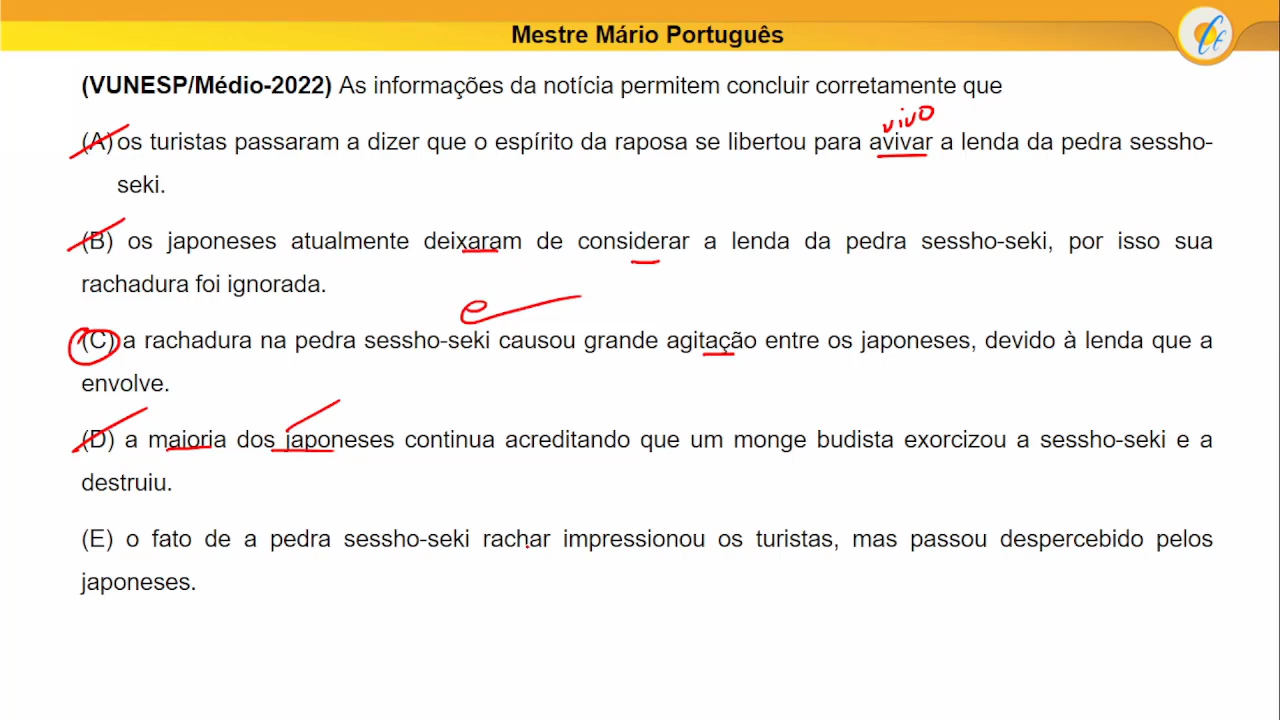 Mestre Mário Português
(VUNESP/Médio-2022) As informações da notícia permitem concluir corretamente que
vivo
(A) os turistas passaram a dizer que o espírito da raposa se libertou para avivar a lenda da pedra sessho-
seki.
(B) os japoneses atualmente deixaram de considerar a lenda da pedra sessho-seki, por isso sua
rachadura foi ignorada.
(C) a rachadura na pedra sessho-seki causou grande agitação entre os japoneses, devido à lenda que a
envolve.
(D) a maioria dos japoneses continua acreditando que um monge budista exorcizou a sessho-seki e a
destruiu.
(E) o fato de a pedra sessho-seki rachar impressionou os turistas, mas passou despercebido pelos
japoneses.